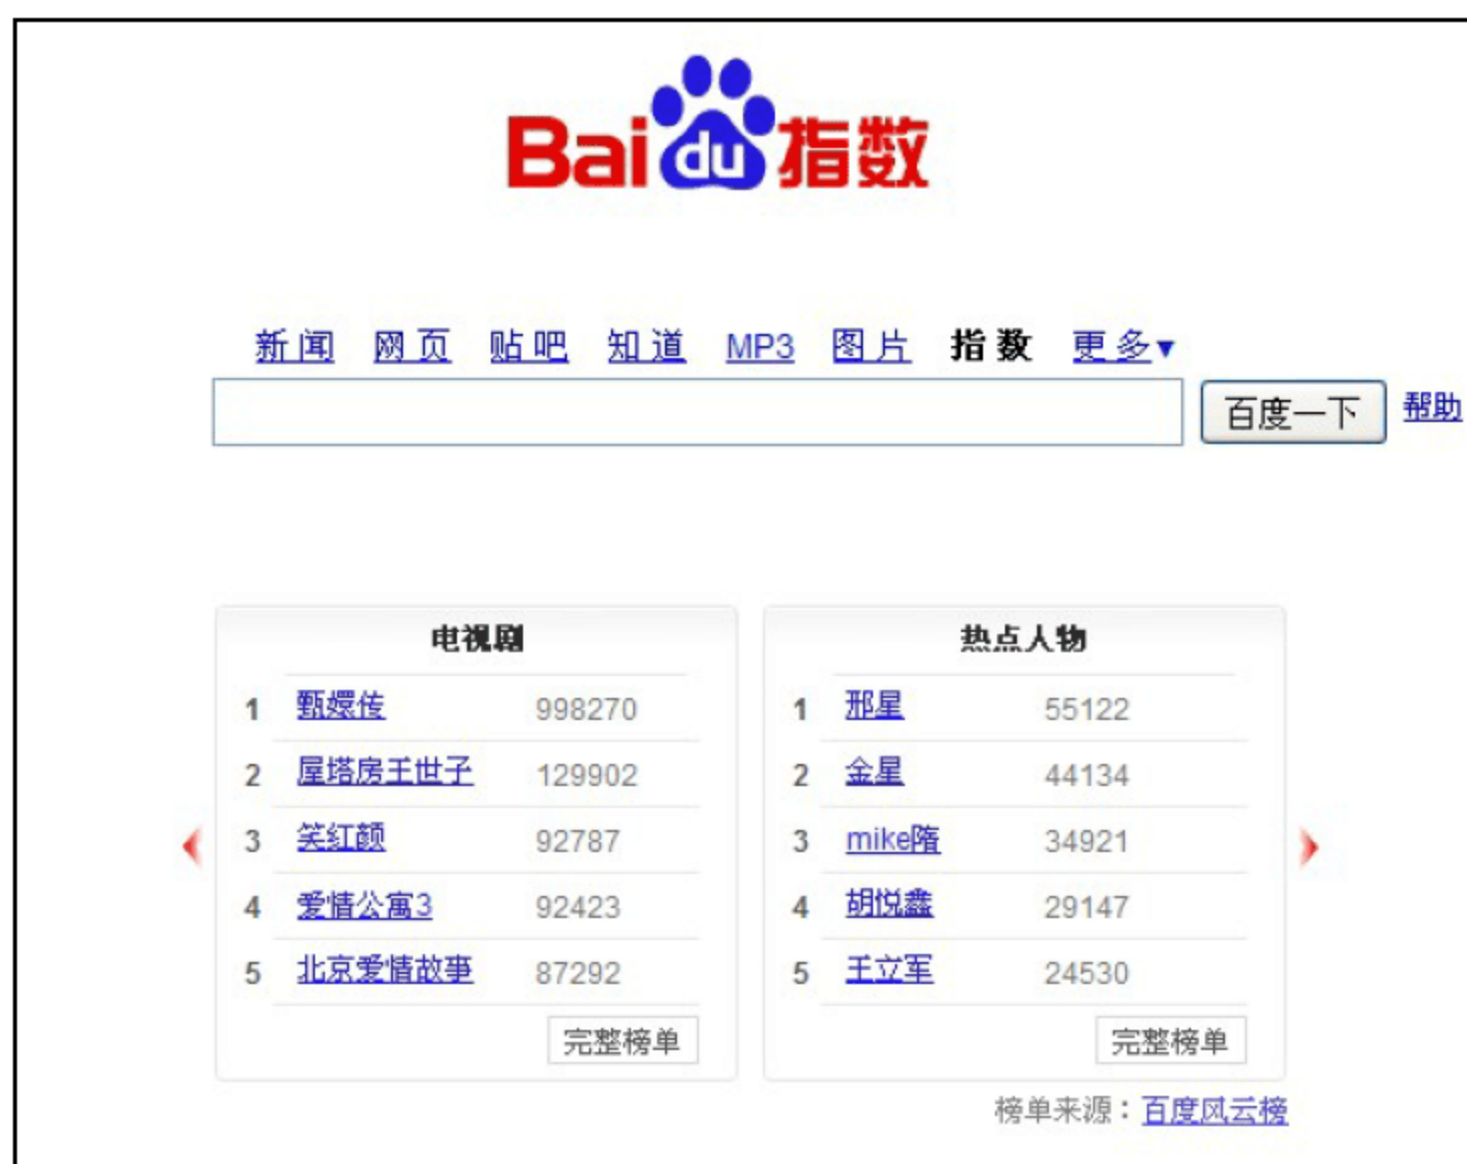 Baidu指数
新闻 网页 贴吧 知道 MP3 图片 指数 更多▼
百度一下 帮助
电视剧
1 甄嬛传 998270
2 屋塔房王世子 129902
3 笑红颜 92787
4 爱情公寓3 92423
5 北京爱情故事 87292
完整榜单
热点人物
1 邢星 55122
2 金星 44134
3 mike隋 34921
4 胡悦鑫 29147
5 王立军 24530
完整榜单
榜单来源：百度风云榜